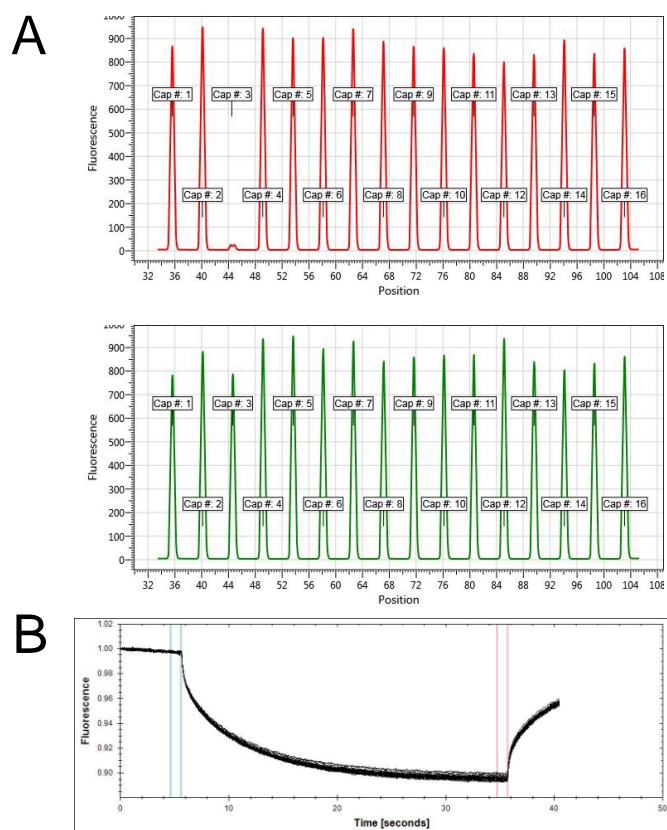 A
1000
900
800
700
600
500
400
300
200
100
0
Fluorescence
Cap #: 1 Cap #: 3 Cap #: 5 Cap #: 7 Cap #: 9 Cap #: 11 Cap #: 13 Cap #: 15
Cap #: 2 Cap #: 4 Cap #: 6 Cap #: 8 Cap #: 10 Cap #: 12 Cap #: 14 Cap #: 16
32 36 40 44 48 52 56 60 64 68 72 76 80 84 88 92 96 100 104 108
Position
1000
900
800
700
600
500
400
300
200
100
0
Fluorescence
Cap #: 1 Cap #: 3 Cap #: 5 Cap #: 7 Cap #: 9 Cap #: 11 Cap #: 13 Cap #: 15
Cap #: 2 Cap #: 4 Cap #: 6 Cap #: 8 Cap #: 10 Cap #: 12 Cap #: 14 Cap #: 16
32 36 40 44 48 52 56 60 64 68 72 76 80 84 88 92 96 100 104 108
Position
B
1.02
1.00
0.98
0.96
0.94
0.92
0.90
Fluorescence
0 10 20 30 40 50
Time [seconds]